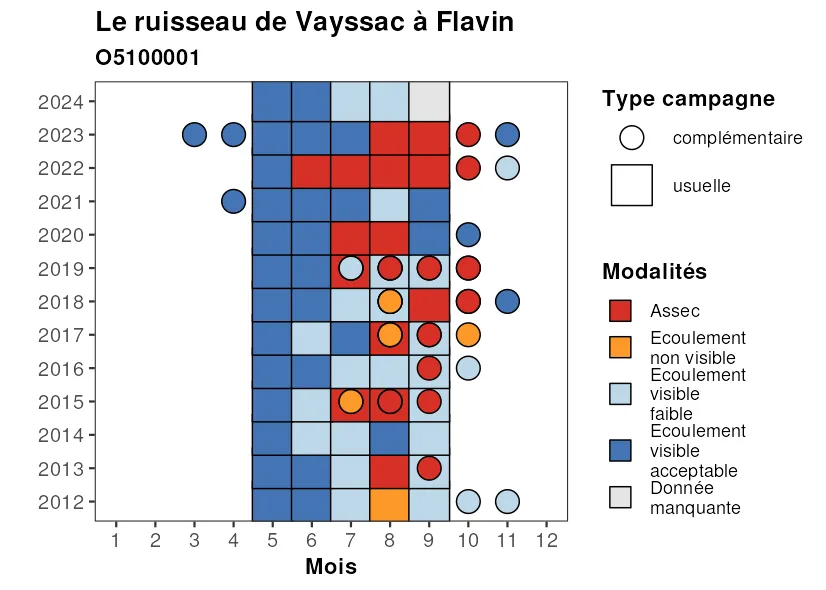 Le ruisseau de Vayssac à Flavin
O5100001
2024
2023
2022
2021
2020
2019
2018
2017
2016
2015
2014
2013
2012
1 2 3 4 5 6 7 8 9 10 11 12
Mois
Type campagne
complémentaire
usuelle
Modalités
Assec
Ecoulement
non visible
Ecoulement
visible
faible
Ecoulement
visible
acceptable
Donnée
manquante